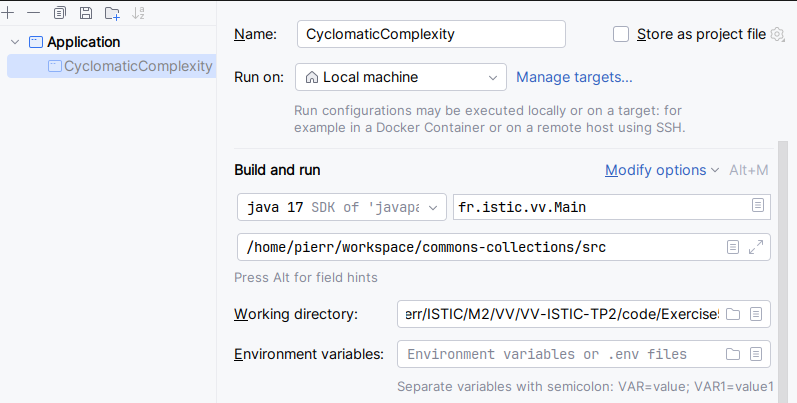 Application
CyclomaticComplexity
Name: CyclomaticComplexity Store as project file
Run on: Local machine Manage targets...
Run configurations may be executed locally or on a target: for
example in a Docker Container or on a remote host using SSH.
Build and run Modify options Alt+M
java 17 SDK of 'javapa fr.istic.vv.Main
/home/pierr/workspace/commons-collections/src
Press Alt for field hints
Working directory: err/ISTIC/M2/VV/VV-ISTIC-TP2/code/Exercise
Environment variables: Environment variables or .env files
Separate variables with semicolon: VAR=value; VAR1=value1